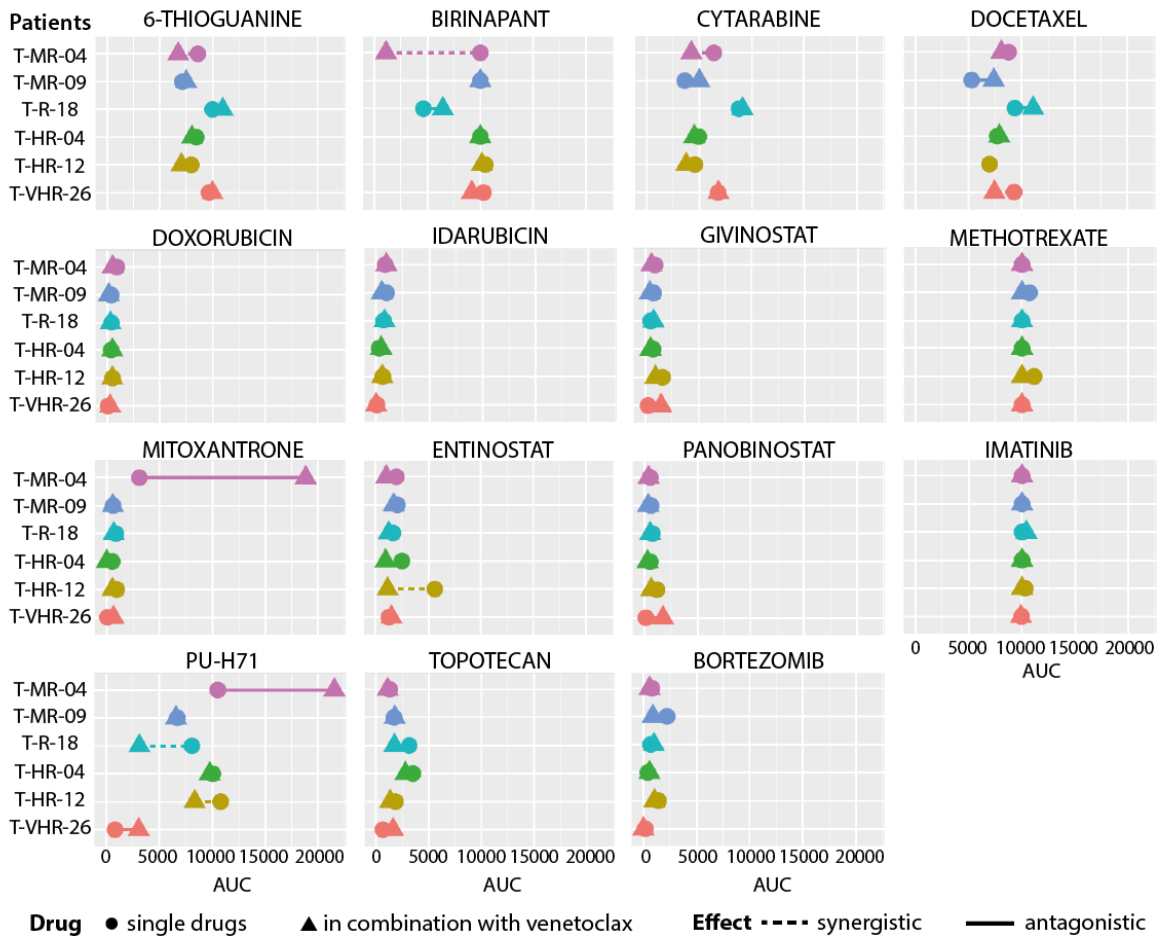 Patients 6-THIOGUANINE BIRINAPANT CYTARABINE DOCETAXEL
T-MR-04
T-MR-09
T-R-18
T-HR-04
T-HR-12
T-VHR-26
DOXORUBICIN IDARUBICIN GIVINOSTAT METHOTREXATE
T-MR-04
T-MR-09
T-R-18
T-HR-04
T-HR-12
T-VHR-26
MITOXANTRONE ENTINOSTAT PANOBINOSTAT IMATINIB
T-MR-04
T-MR-09
T-R-18
T-HR-04
T-HR-12
T-VHR-26
0 5000 10000 15000 20000
AUC
PU-H71 TOPOTECAN BORTEZOMIB
T-MR-04
T-MR-09
T-R-18
T-HR-04
T-HR-12
T-VHR-26
0 5000 10000 15000 20000 0 5000 10000 15000 20000 0 5000 10000 15000 20000
AUC AUC AUC
Drug single drugs in combination with venetoclax Effect synergistic antagonistic